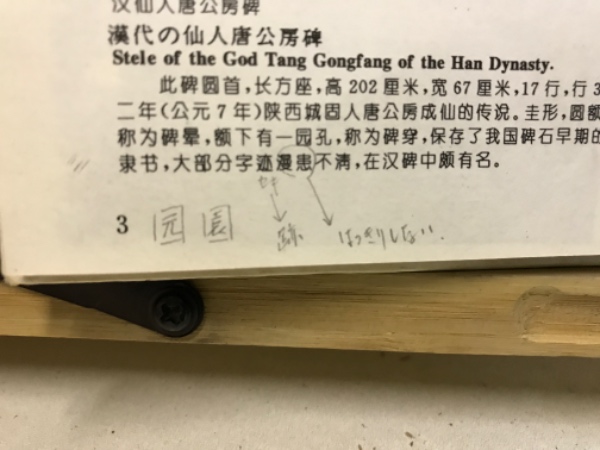 汉仙人唐公房碑
漢代の仙人唐公房碑
Stele of the God Tang Gongfang of the Han Dynasty.
此碑圆首，长方座，高 202 厘米，宽 67 厘米，17 行，行 3
二年（公元 7 年）陕西城固人唐公房成仙的传说。圭形，圆额
称为碑晕，额下有一园孔，称为碑穿，保存了我国碑石早期的
隶书，大部分字迹漫患不清，在汉碑中颇有名。
3 园 園 跡 はっきりしない.